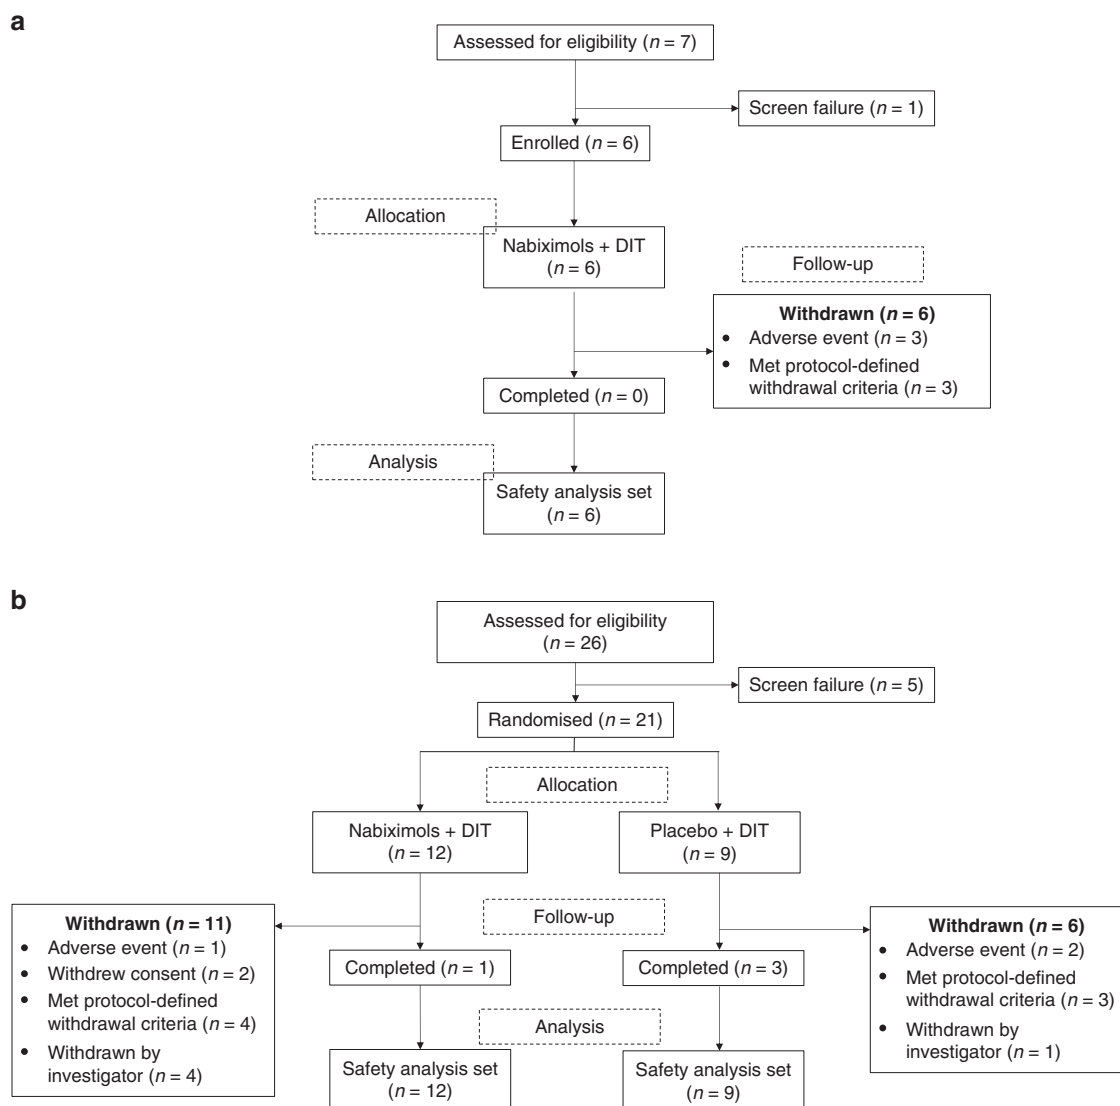 a
Assessed for eligibility (n = 7)
Screen failure (n = 1)
Enrolled (n = 6)
Allocation
Nabiximols + DIT
(n = 6)
Follow-up
Withdrawn (n = 6)
• Adverse event (n = 3)
• Met protocol-defined
withdrawal criteria (n = 3)
Completed (n = 0)
Analysis
Safety analysis set
(n = 6)
b
Assessed for eligibility
(n = 26)
Screen failure (n = 5)
Randomised (n = 21)
Allocation
Nabiximols + DIT
(n = 12)
Placebo + DIT
(n = 9)
Follow-up
Withdrawn (n = 11)
• Adverse event (n = 1)
• Withdrew consent (n = 2)
• Met protocol-defined
withdrawal criteria (n = 4)
• Withdrawn by
investigator (n = 4)
Completed (n = 1)
Completed (n = 3)
Withdrawn (n = 6)
• Adverse event (n = 2)
• Met protocol-defined
withdrawal criteria (n = 3)
• Withdrawn by
investigator (n = 1)
Analysis
Safety analysis set
(n = 12)
Safety analysis set
(n = 9)